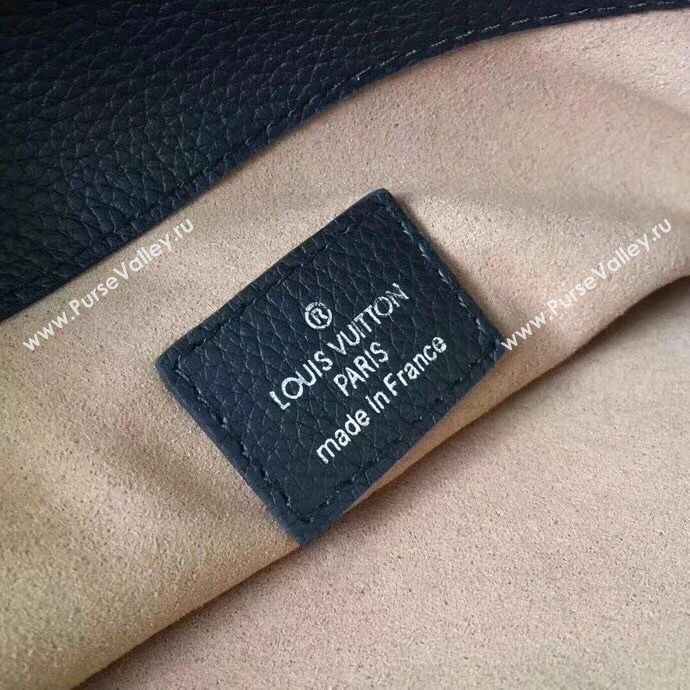 www.PurseValley.ru
www.PurseValley.ru
®
LOUIS VUITTON
PARIS
made in France